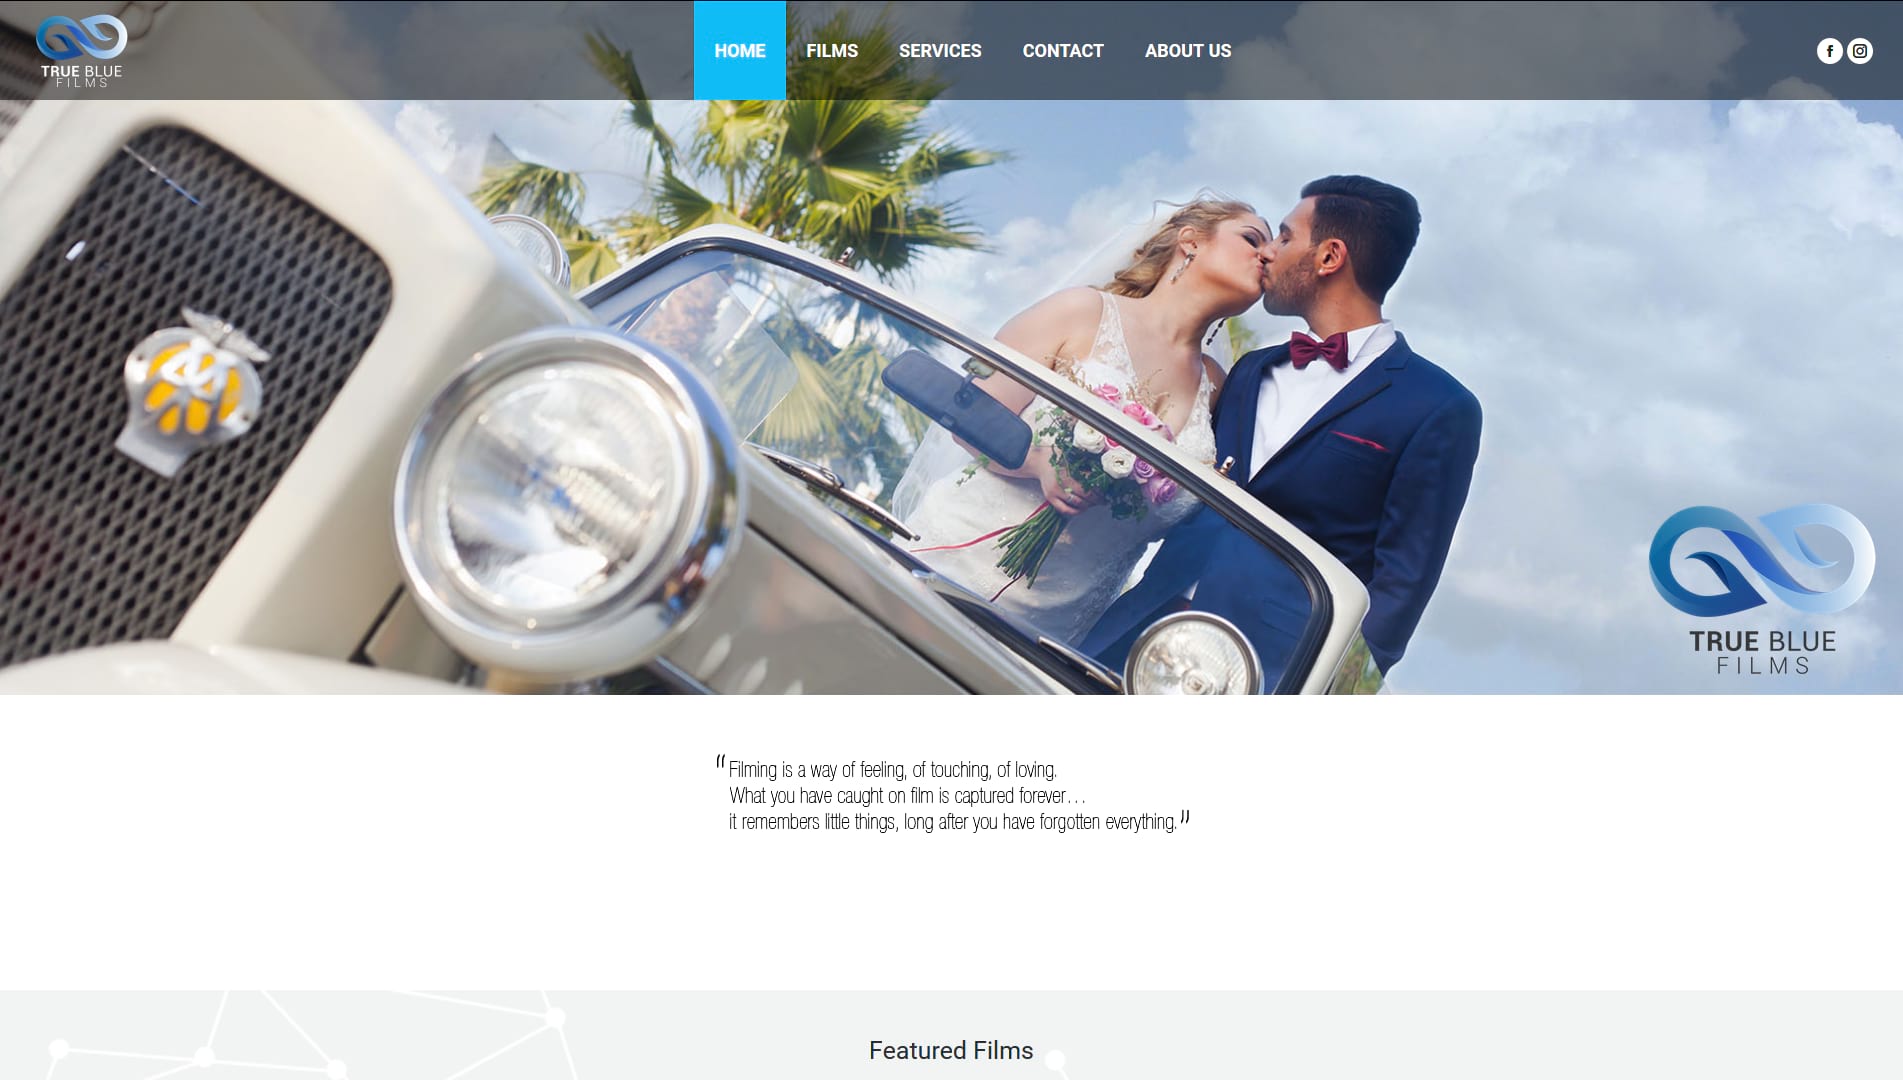 TRUE BLUE
FILMS
HOME
FILMS
SERVICES
CONTACT
ABOUT US
TRUE BLUE
FILMS
"Filming is a way of feeling, of touching, of loving.
What you have caught on film is captured forever…
it remembers little things, long after you have forgotten everything."
Featured Films